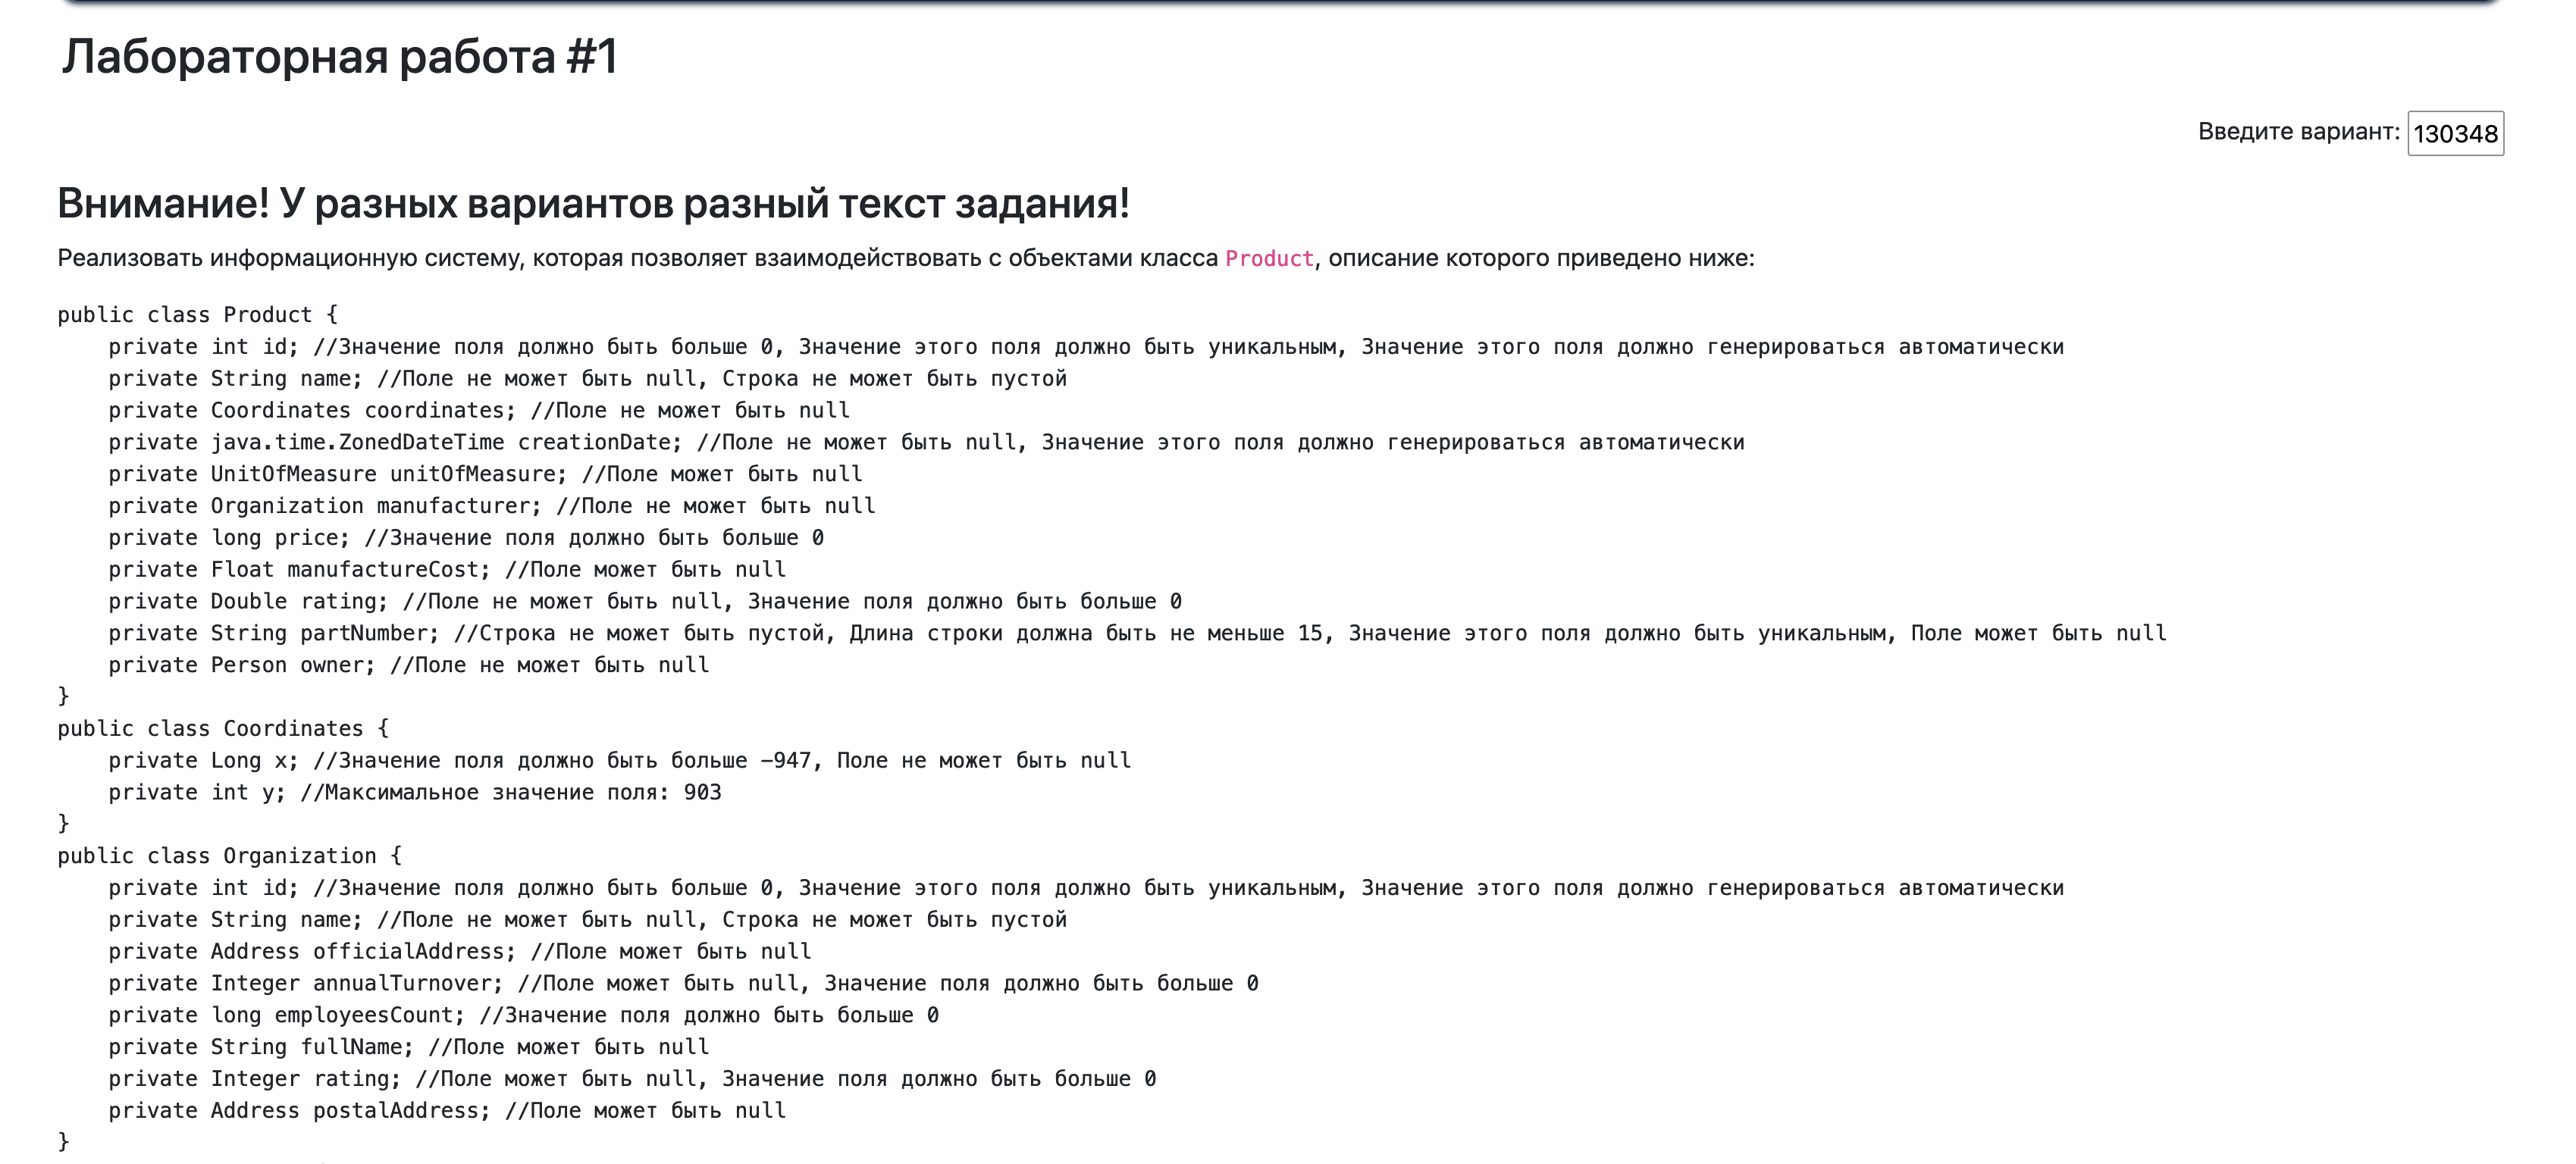 Лабораторная работа #1
Введите вариант: 130348
Внимание! У разных вариантов разный текст задания!
Реализовать информационную систему, которая позволяет взаимодействовать с объектами класса Product, описание которого приведено ниже:
public class Product {
    private int id; //Значение поля должно быть больше 0, Значение этого поля должно быть уникальным, Значение этого поля должно генерироваться автоматически
    private String name; //Поле не может быть null, Строка не может быть пустой
    private Coordinates coordinates; //Поле не может быть null
    private java.time.ZonedDateTime creationDate; //Поле не может быть null, Значение этого поля должно генерироваться автоматически
    private UnitOfMeasure unitOfMeasure; //Поле может быть null
    private Organization manufacturer; //Поле не может быть null
    private long price; //Значение поля должно быть больше 0
    private Float manufactureCost; //Поле может быть null
    private Double rating; //Поле не может быть null, Значение поля должно быть больше 0
    private String partNumber; //Строка не может быть пустой, Длина строки должна быть не меньше 15, Значение этого поля должно быть уникальным, Поле может быть null
    private Person owner; //Поле не может быть null
}
public class Coordinates {
    private Long x; //Значение поля должно быть больше -947, Поле не может быть null
    private int y; //Максимальное значение поля: 903
}
public class Organization {
    private int id; //Значение поля должно быть больше 0, Значение этого поля должно быть уникальным, Значение этого поля должно генерироваться автоматически
    private String name; //Поле не может быть null, Строка не может быть пустой
    private Address officialAddress; //Поле может быть null
    private Integer annualTurnover; //Поле может быть null, Значение поля должно быть больше 0
    private long employeesCount; //Значение поля должно быть больше 0
    private String fullName; //Поле может быть null
    private Integer rating; //Поле может быть null, Значение поля должно быть больше 0
    private Address postalAddress; //Поле может быть null
}